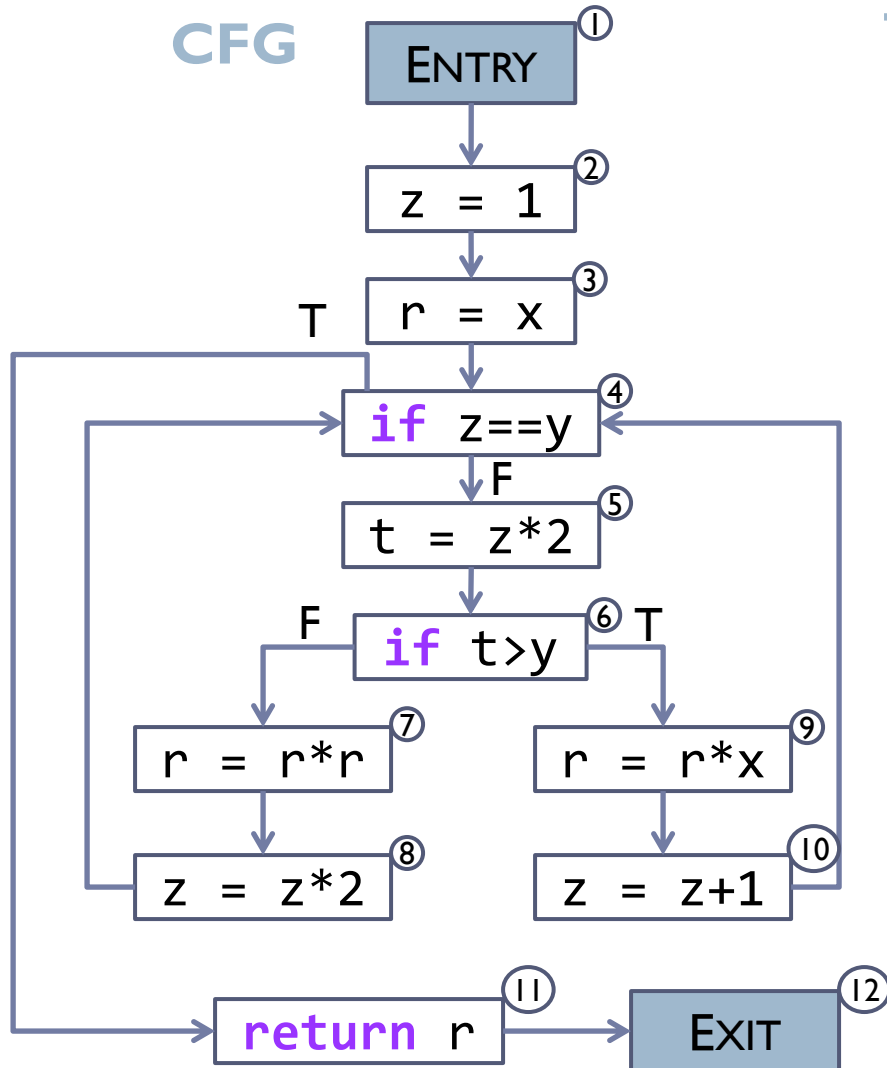 CFG
ENTRY
1
z = 1
2
r = x
3
T
if z==y
4
F
t = z*2
5
F
if t>y
6
T
r = r*r
7
r = r*x
9
z = z*2
8
z = z+1
10
return r
11
EXIT
12